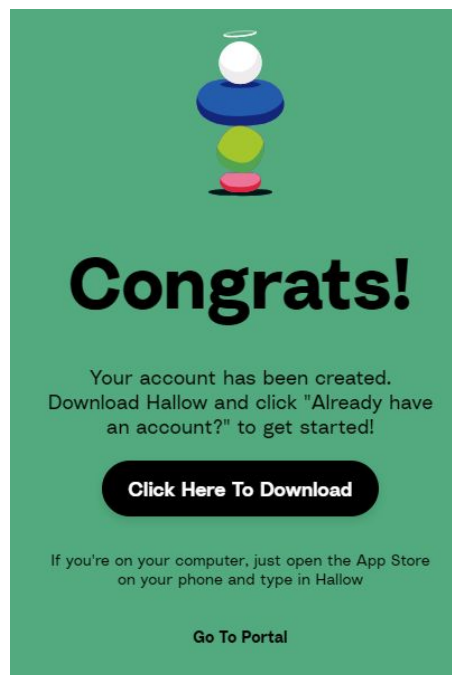 Congrats!
Your account has been created.
Download Hallow and click "Already have
an account?" to get started!
Click Here To Download
If you're on your computer, just open the App Store
on your phone and type in Hallow
Go To Portal